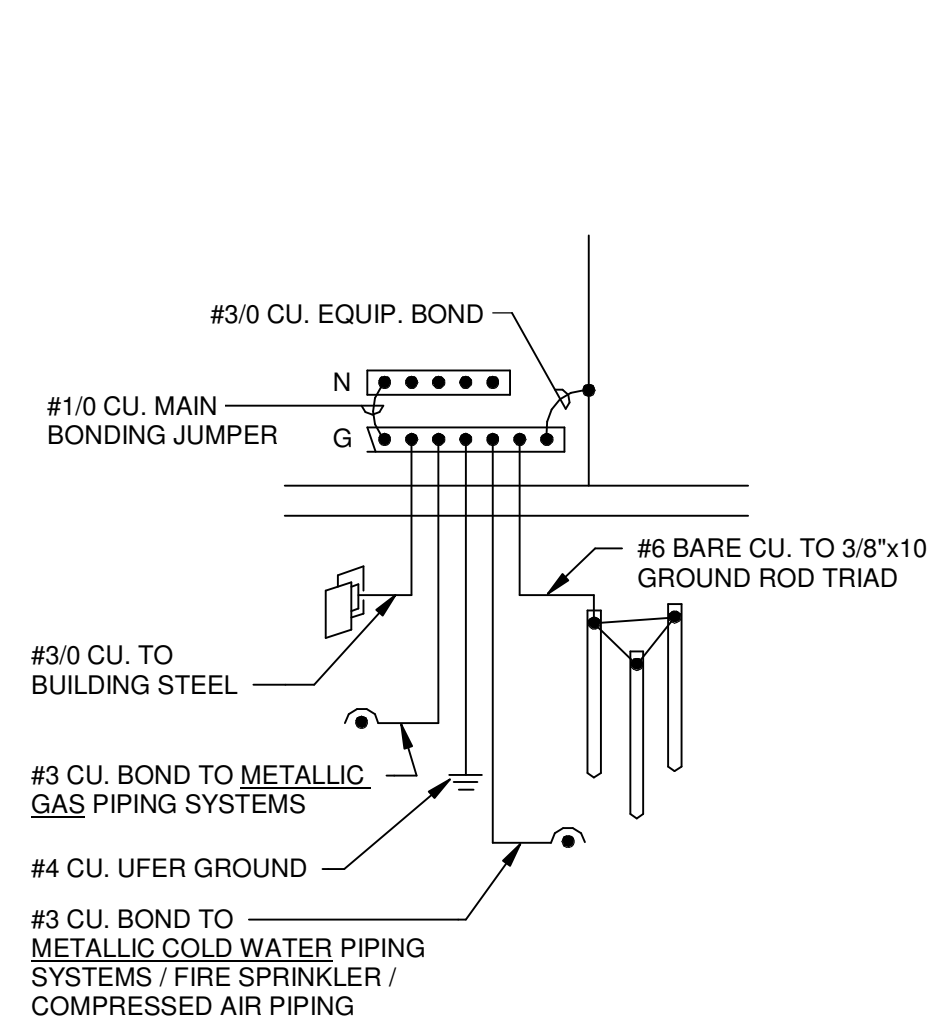 #3/0 CU. EQUIP. BOND
N
#1/0 CU. MAIN
BONDING JUMPER
G
#6 BARE CU. TO 3/8"x10
GROUND ROD TRIAD
#3/0 CU. TO
BUILDING STEEL
#3 CU. BOND TO METALLIC
GAS PIPING SYSTEMS
#4 CU. UFER GROUND
#3 CU. BOND TO
METALLIC COLD WATER PIPING
SYSTEMS / FIRE SPRINKLER /
COMPRESSED AIR PIPING